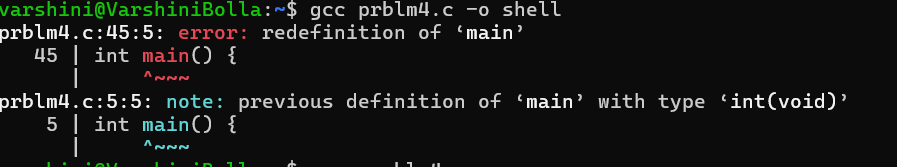 varshini@VarshiniBolla:~$ gcc prblm4.c -o shell
prblm4.c:45:5: error: redefinition of ‘main’
   45 | int main() {
      |     ^~~~
prblm4.c:5:5: note: previous definition of ‘main’ with type ‘int(void)’
    5 | int main() {
      |     ^~~~